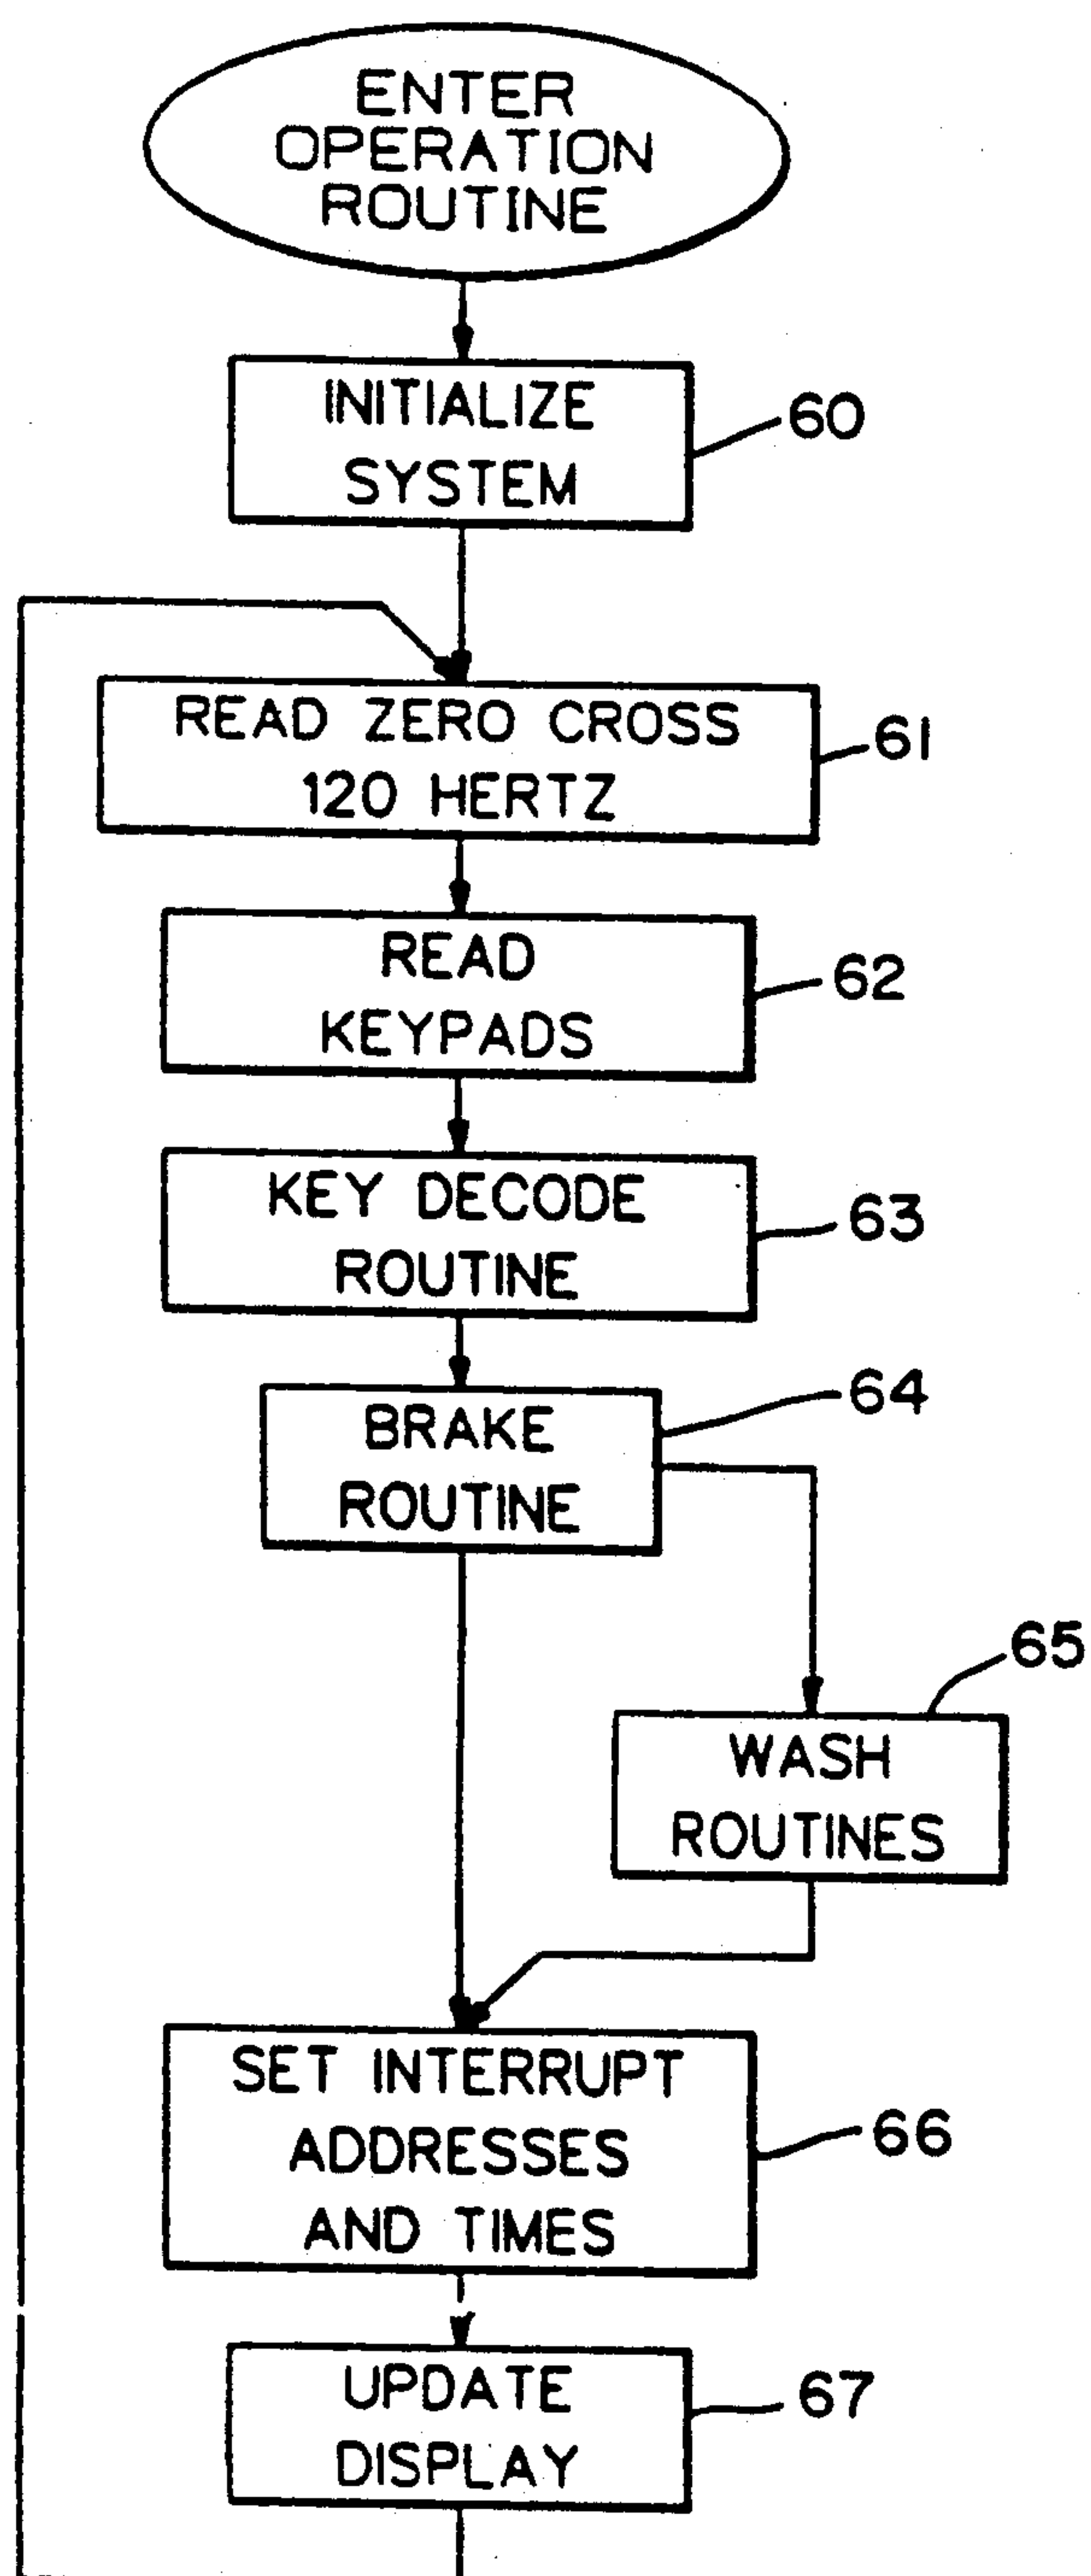 ENTER
OPERATION
ROUTINE
INITIALIZE
SYSTEM
60
READ ZERO CROSS
120 HERTZ
61
READ
KEYPADS
62
KEY DECODE
ROUTINE
63
BRAKE
ROUTINE
64
65
WASH
ROUTINES
SET INTERRUPT
ADDRESSES
AND TIMES
66
UPDATE
DISPLAY
67